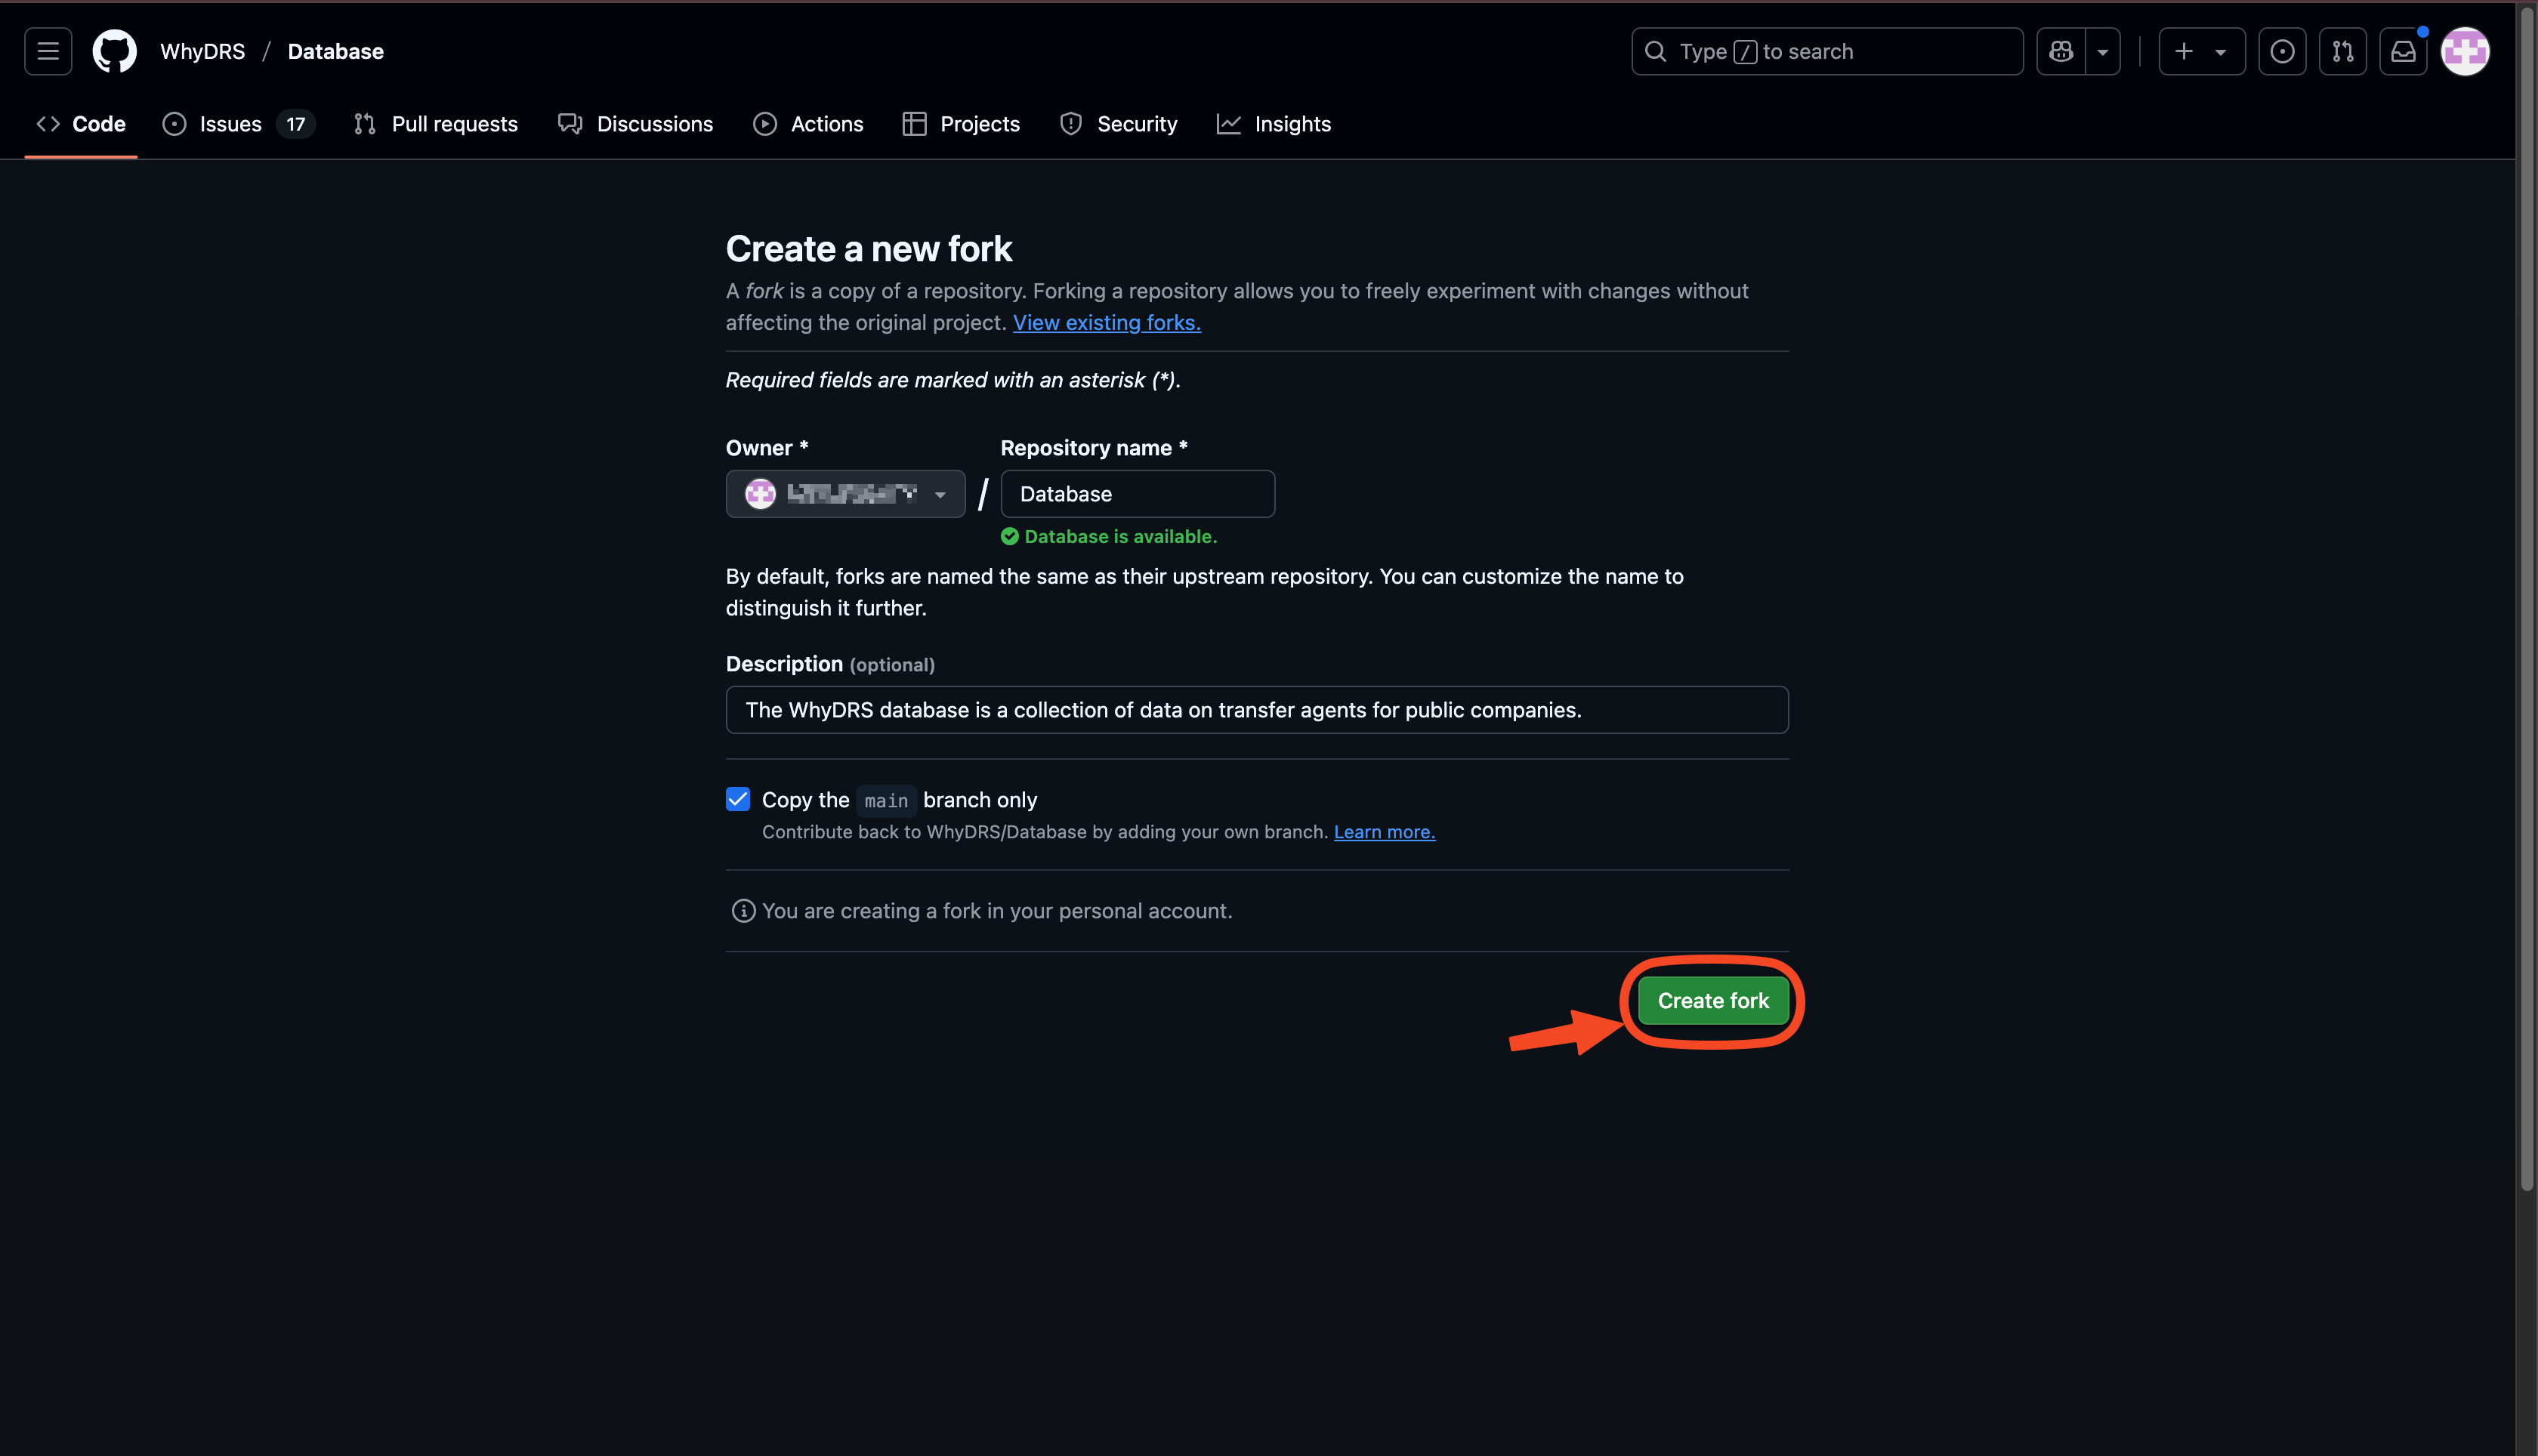 WhyDRS / Database
Type / to search
Code
Issues 17
Pull requests
Discussions
Actions
Projects
Security
Insights
Create a new fork
A fork is a copy of a repository. Forking a repository allows you to freely experiment with changes without
affecting the original project. View existing forks.
Required fields are marked with an asterisk (*).
Owner *
Repository name *
/
Database
Database is available.
By default, forks are named the same as their upstream repository. You can customize the name to
distinguish it further.
Description (optional)
The WhyDRS database is a collection of data on transfer agents for public companies.
Copy the main branch only
Contribute back to WhyDRS/Database by adding your own branch. Learn more.
You are creating a fork in your personal account.
Create fork